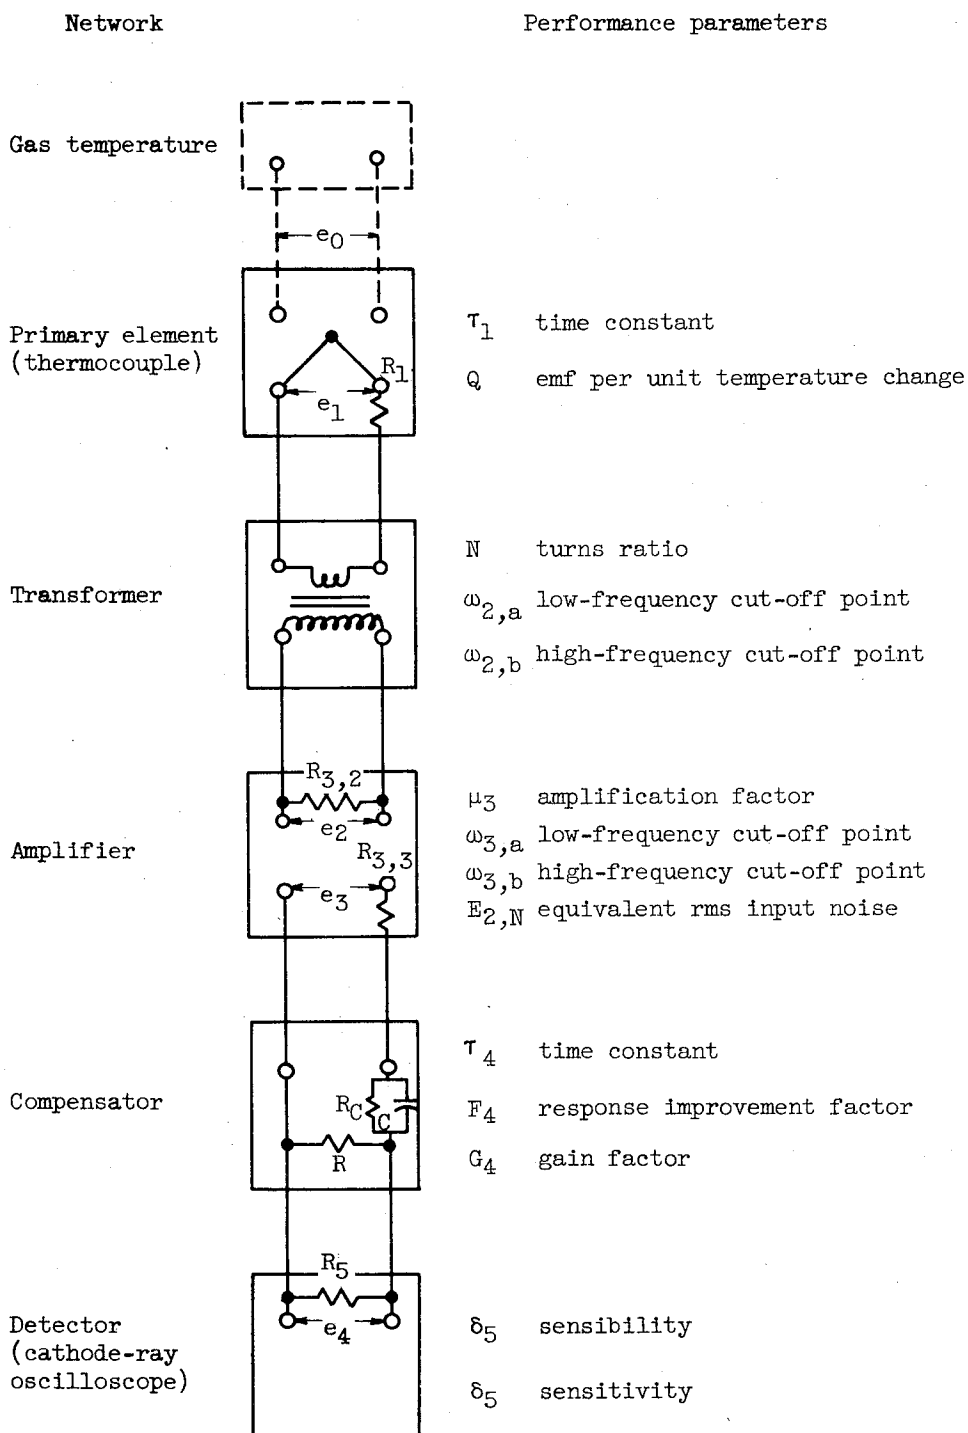 Network Performance parameters
Gas temperature
e0
Primary element
(thermocouple)
R1
e1
τ1 time constant
Q emf per unit temperature change
Transformer
N turns ratio
ω2,a low-frequency cut-off point
ω2,b high-frequency cut-off point
Amplifier
R3,2
e2
R3,3
e3
μ3 amplification factor
ω3,a low-frequency cut-off point
ω3,b high-frequency cut-off point
E2,N equivalent rms input noise
Compensator
RC
C
R
τ4 time constant
F4 response improvement factor
G4 gain factor
Detector
(cathode-ray
oscilloscope)
R5
e4
δ5 sensibility
δ5 sensitivity